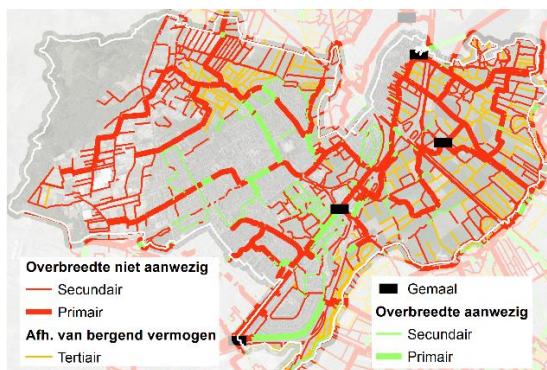 Overbreedte niet aanwezig
Secundair
Primair
Afh. van bergend vermogen
Tertiair
Gemaal
Overbreedte aanwezig
Secundair
Primair